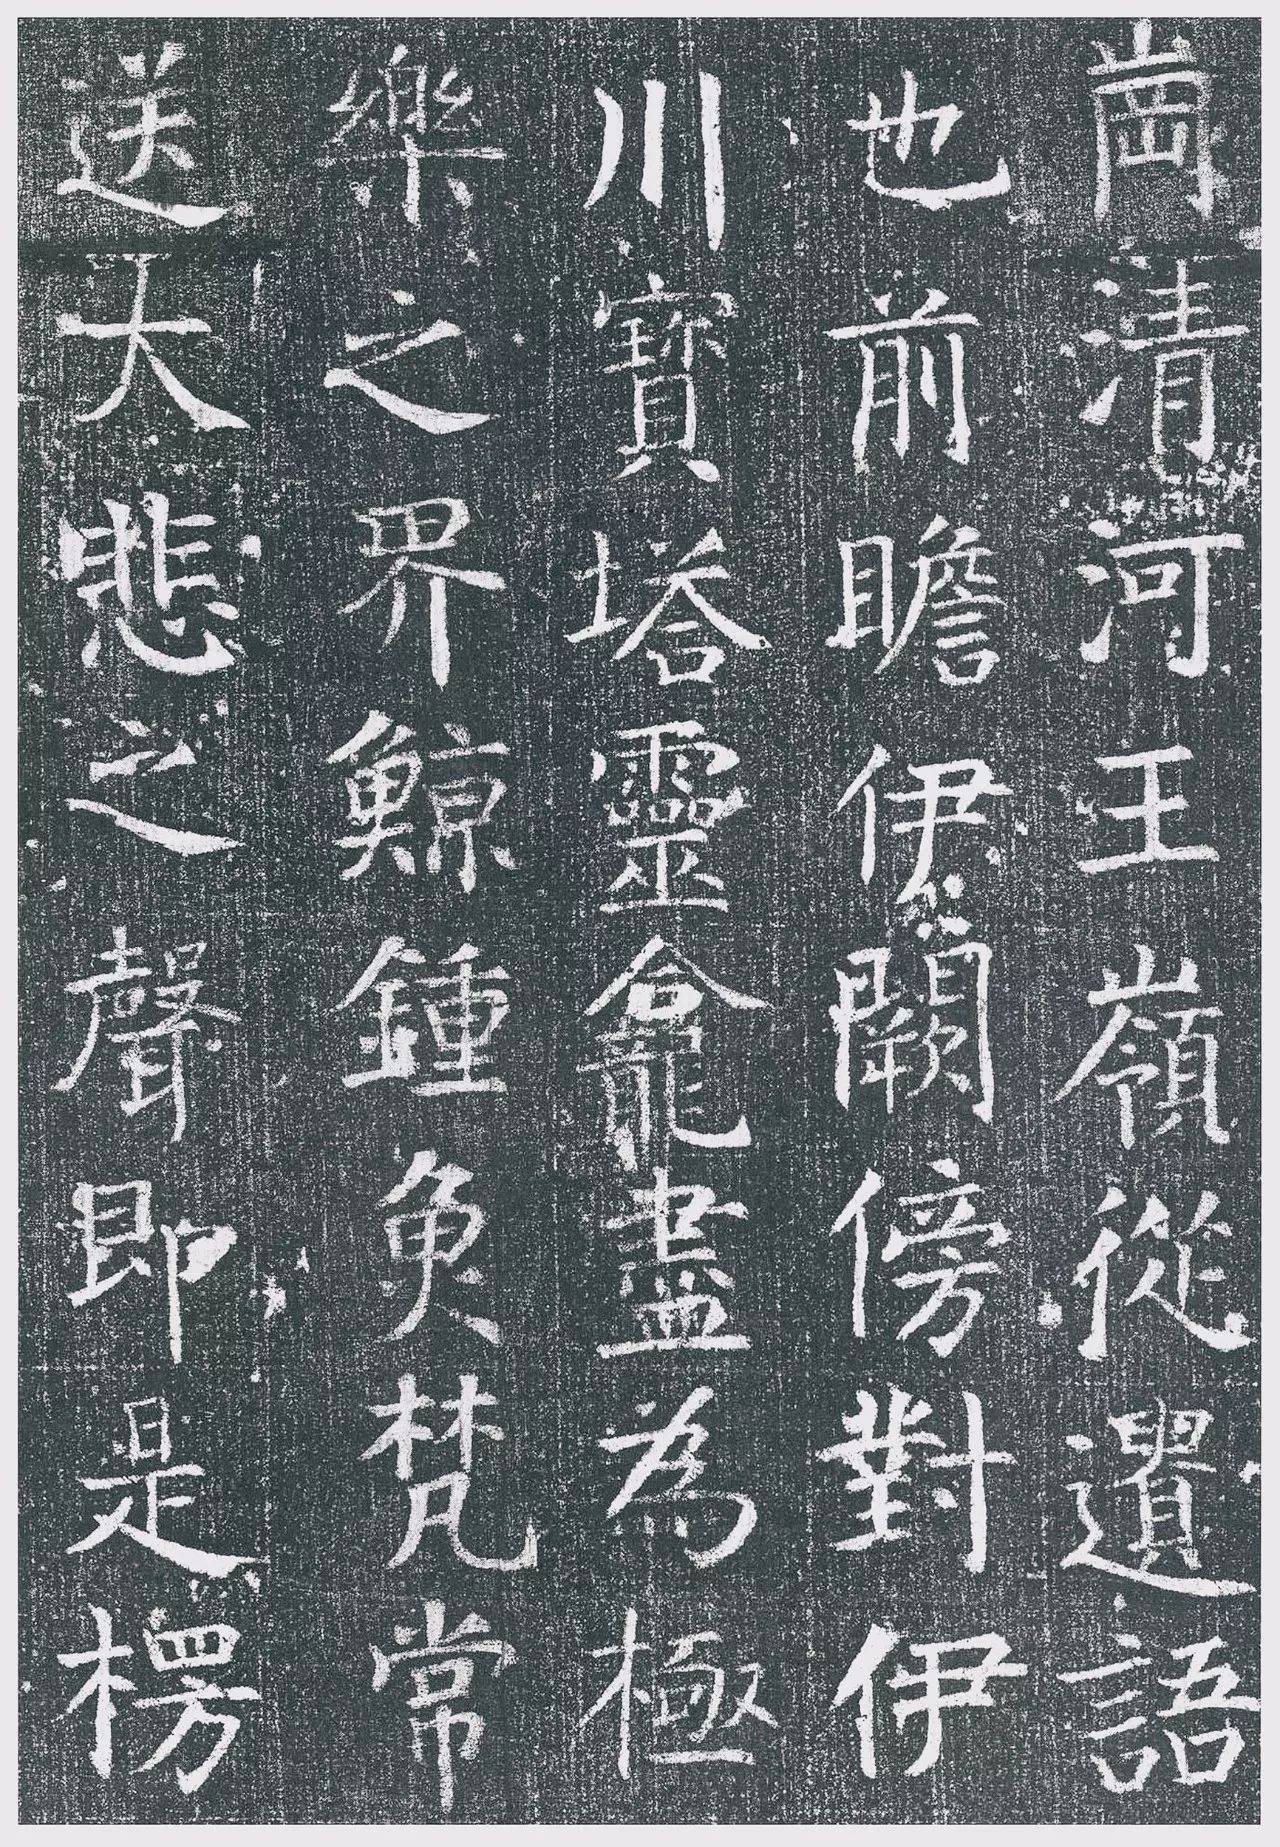 崗清河王嶺從遺語
也前瞻伊闕傍對伊
川寶塔靈龕盡為極
樂之界鯨鍾魚梵常
送大悲之聲即是楞